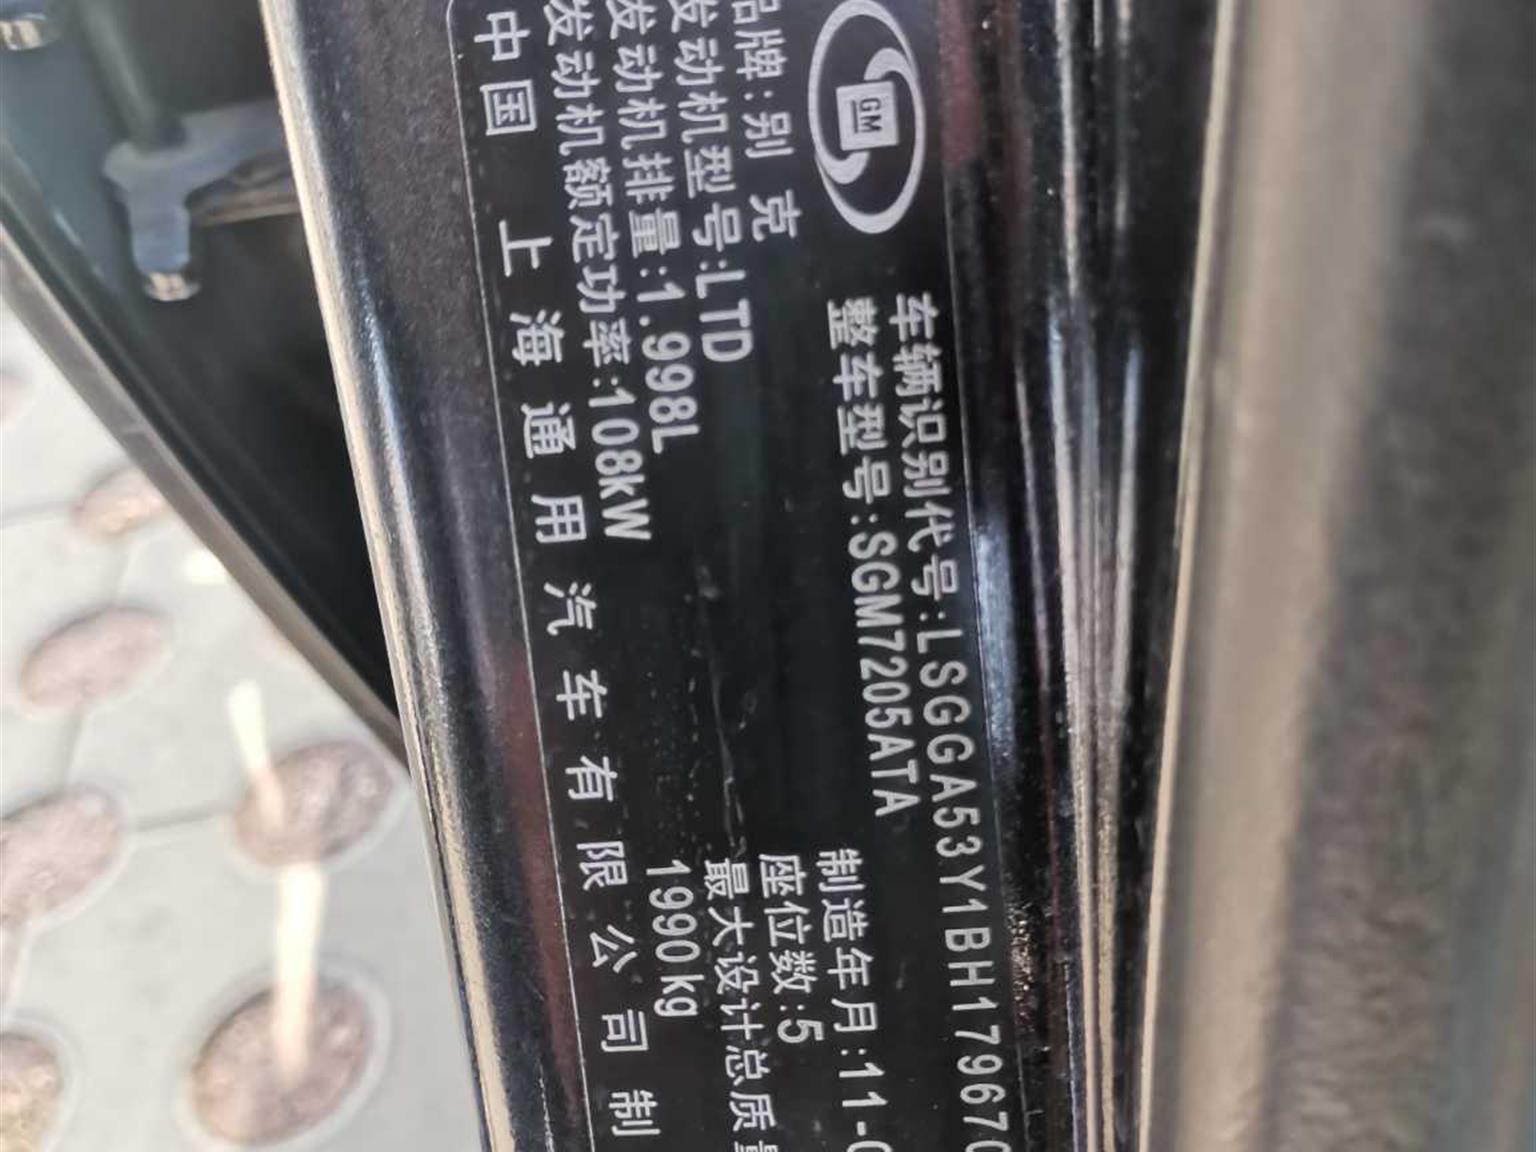 GM
车辆识别代号:LSGGA53Y1BH17967
整车型号:SGM7205ATA
制造年月:11-0
品牌:别克
座位数:5
发动机型号:LTD
最大设计总质量
发动机排量:1.998L
1990kg
发动机额定功率:108kW
中国 上海通用汽车有限公司制